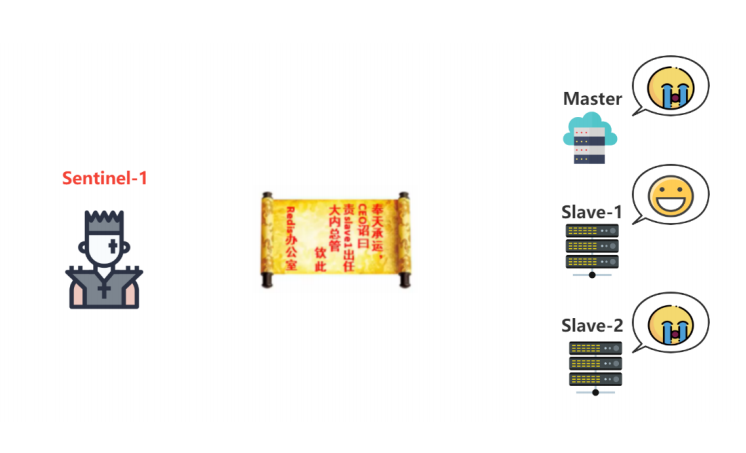 Sentinel-1
奉天承运,
CEO诏曰
责slave1出任
大内总管
钦此
Redis办公室
Master
Slave-1
Slave-2